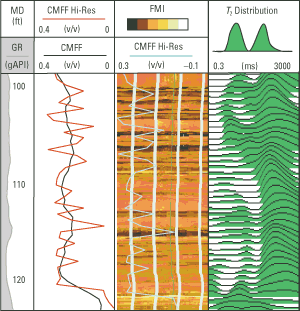 MD
(ft)
CMFF Hi-Res
0.4 (v/v) 0
FMI
T2 Distribution
GR
(gAPI)
CMFF
0.4 (v/v) 0
CMFF Hi-Res
0.3 (v/v) –0.1
0.3 (ms) 3000
100
110
120